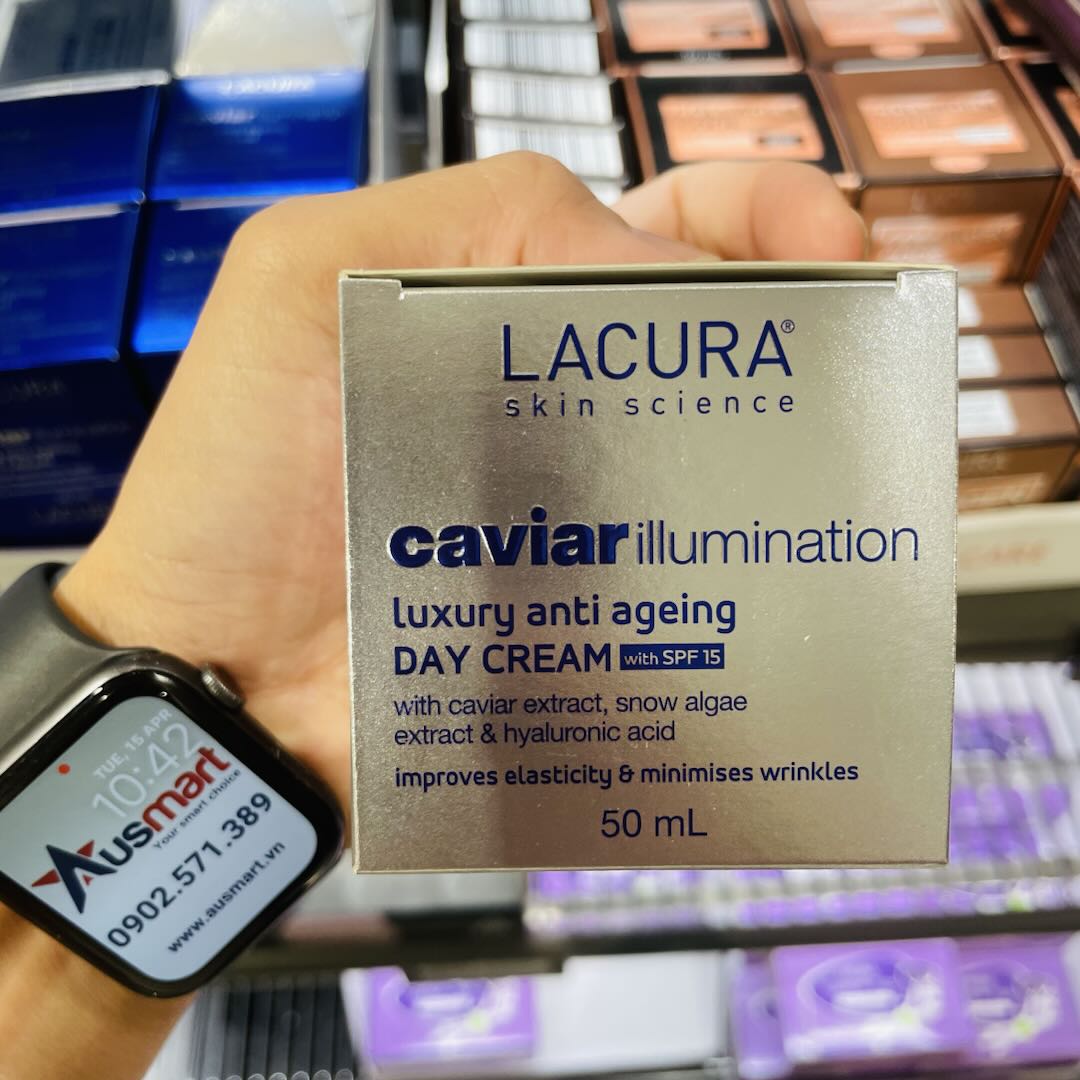 LACURA®
skin science
caviar illumination
luxury anti ageing
DAY CREAM with SPF 15
with caviar extract, snow algae
extract & hyaluronic acid
improves elasticity & minimises wrinkles
50 mL
TUE, 15 APR
10:42
Ausmart
Your smart choice
0902.571.389
www.ausmart.vn
LACURA